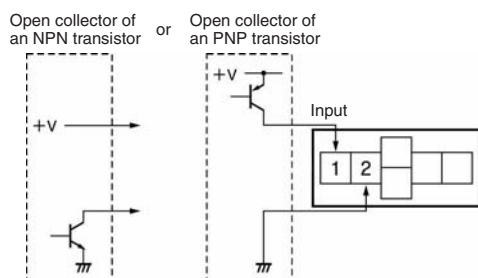 Open collector of
an NPN transistor
or
Open collector of
an PNP transistor
+V
+V
Input
1 2